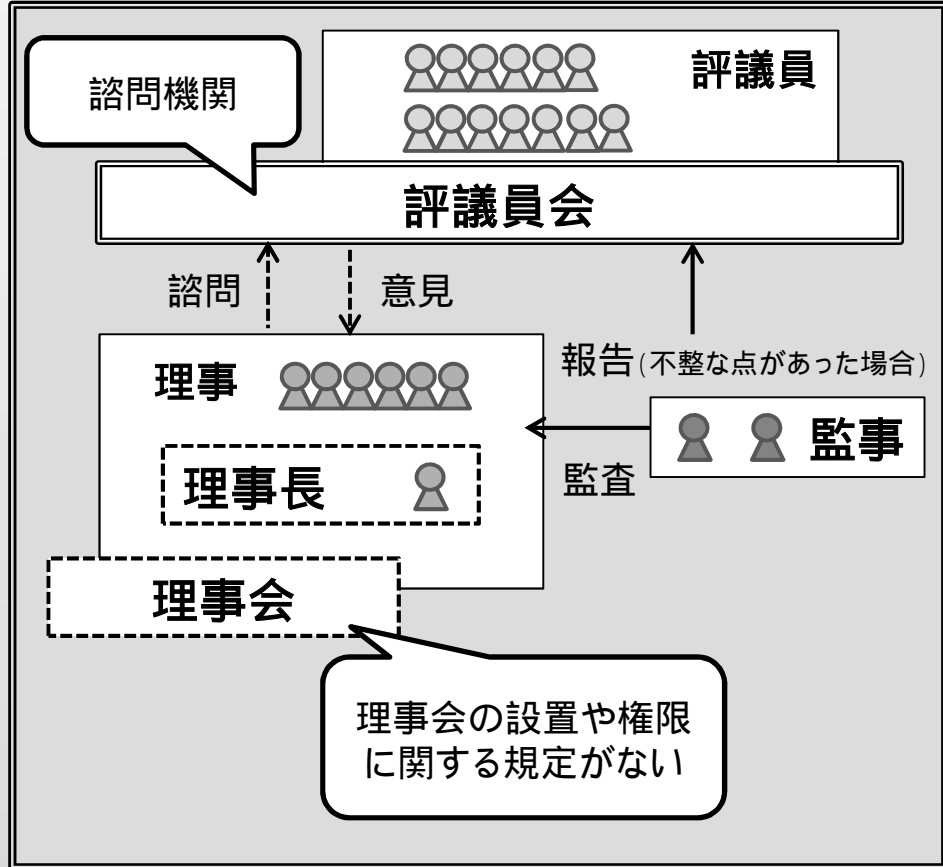 諮問機関
評議員
評議員会
諮問
意見
報告(不整な点があった場合)
理事
監事
監査
理事長
理事会
理事会の設置や権限
に関する規定がない